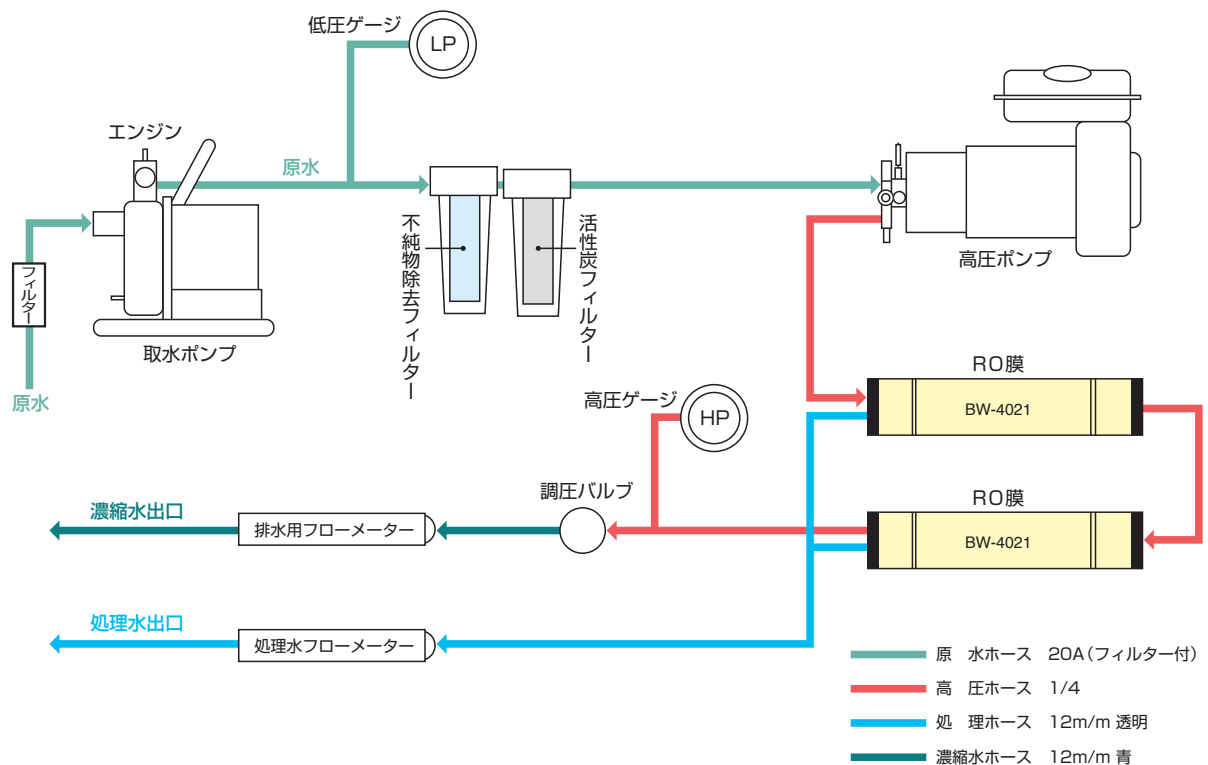 低圧ゲージ
LP
エンジン
原水
フィルター
原水
取水ポンプ
不純物除去フィルター
活性炭フィルター
高圧ポンプ
RO膜
BW-4021
高圧ゲージ
HP
RO膜
BW-4021
調圧バルブ
濃縮水出口
排水用フローメーター
処理水出口
処理水フローメーター
原　水ホース　20A(フィルター付)
高　圧ホース　1/4
処　理ホース　12m/m 透明
濃縮水ホース　12m/m 青